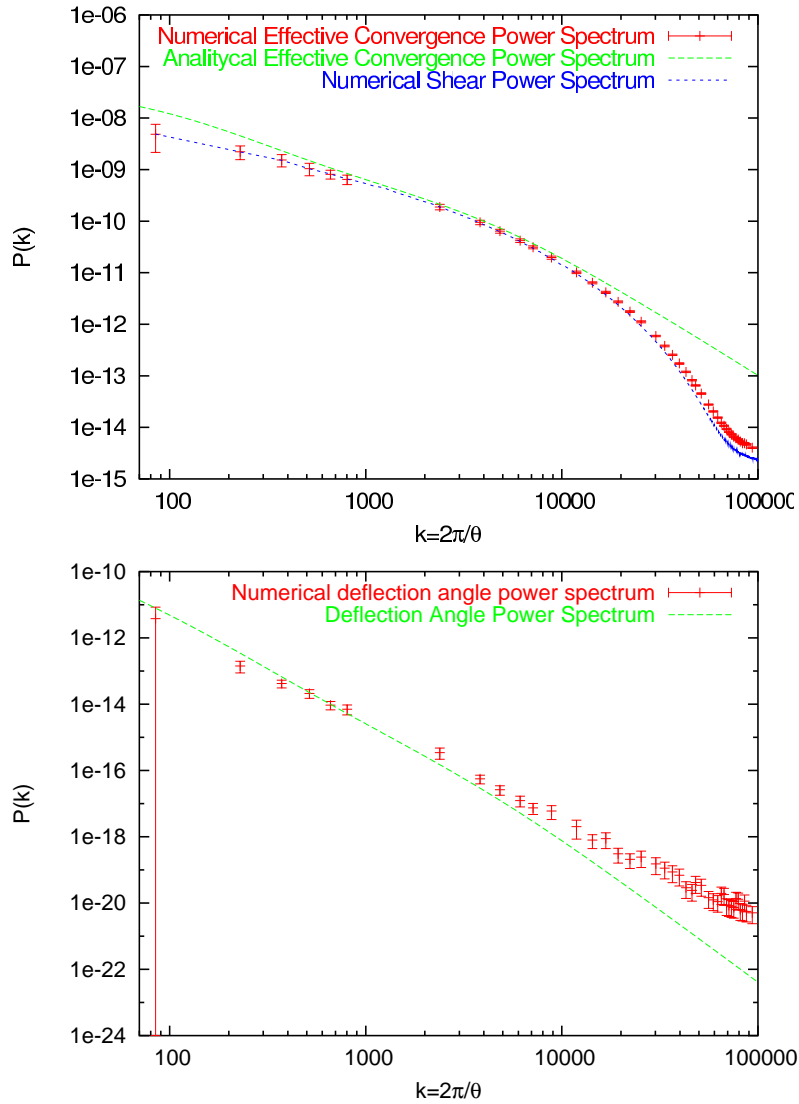 1e-06
1e-07
1e-08
1e-09
1e-10
1e-11
1e-12
1e-13
1e-14
1e-15
P(k)
Numerical Effective Convergence Power Spectrum
Analitycal Effective Convergence Power Spectrum
Numerical Shear Power Spectrum
100 1000 10000 100000
k=2π/θ
1e-10
1e-12
1e-14
1e-16
1e-18
1e-20
1e-22
1e-24
P(k)
Numerical deflection angle power spectrum
Deflection Angle Power Spectrum
100 1000 10000 100000
k=2π/θ